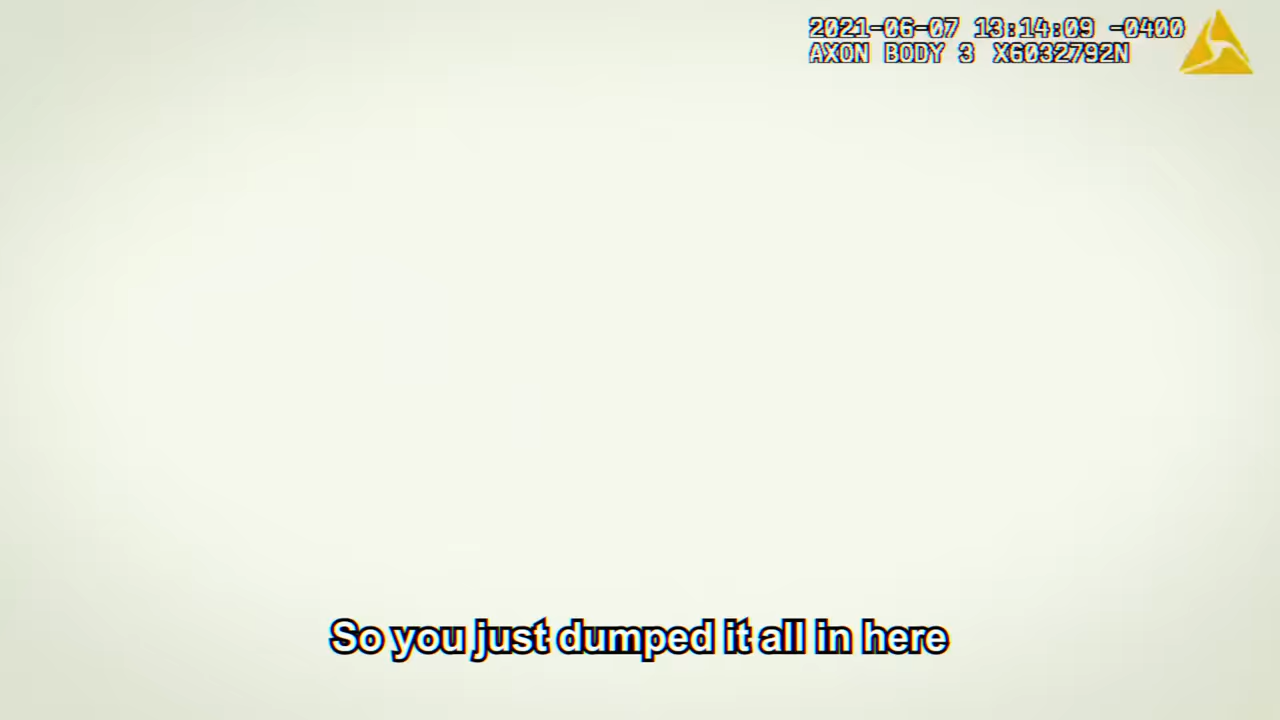 2021-06-07 13:14:09 -0400
AXON BODY 3 X6032792N
So you just dumped it all in here